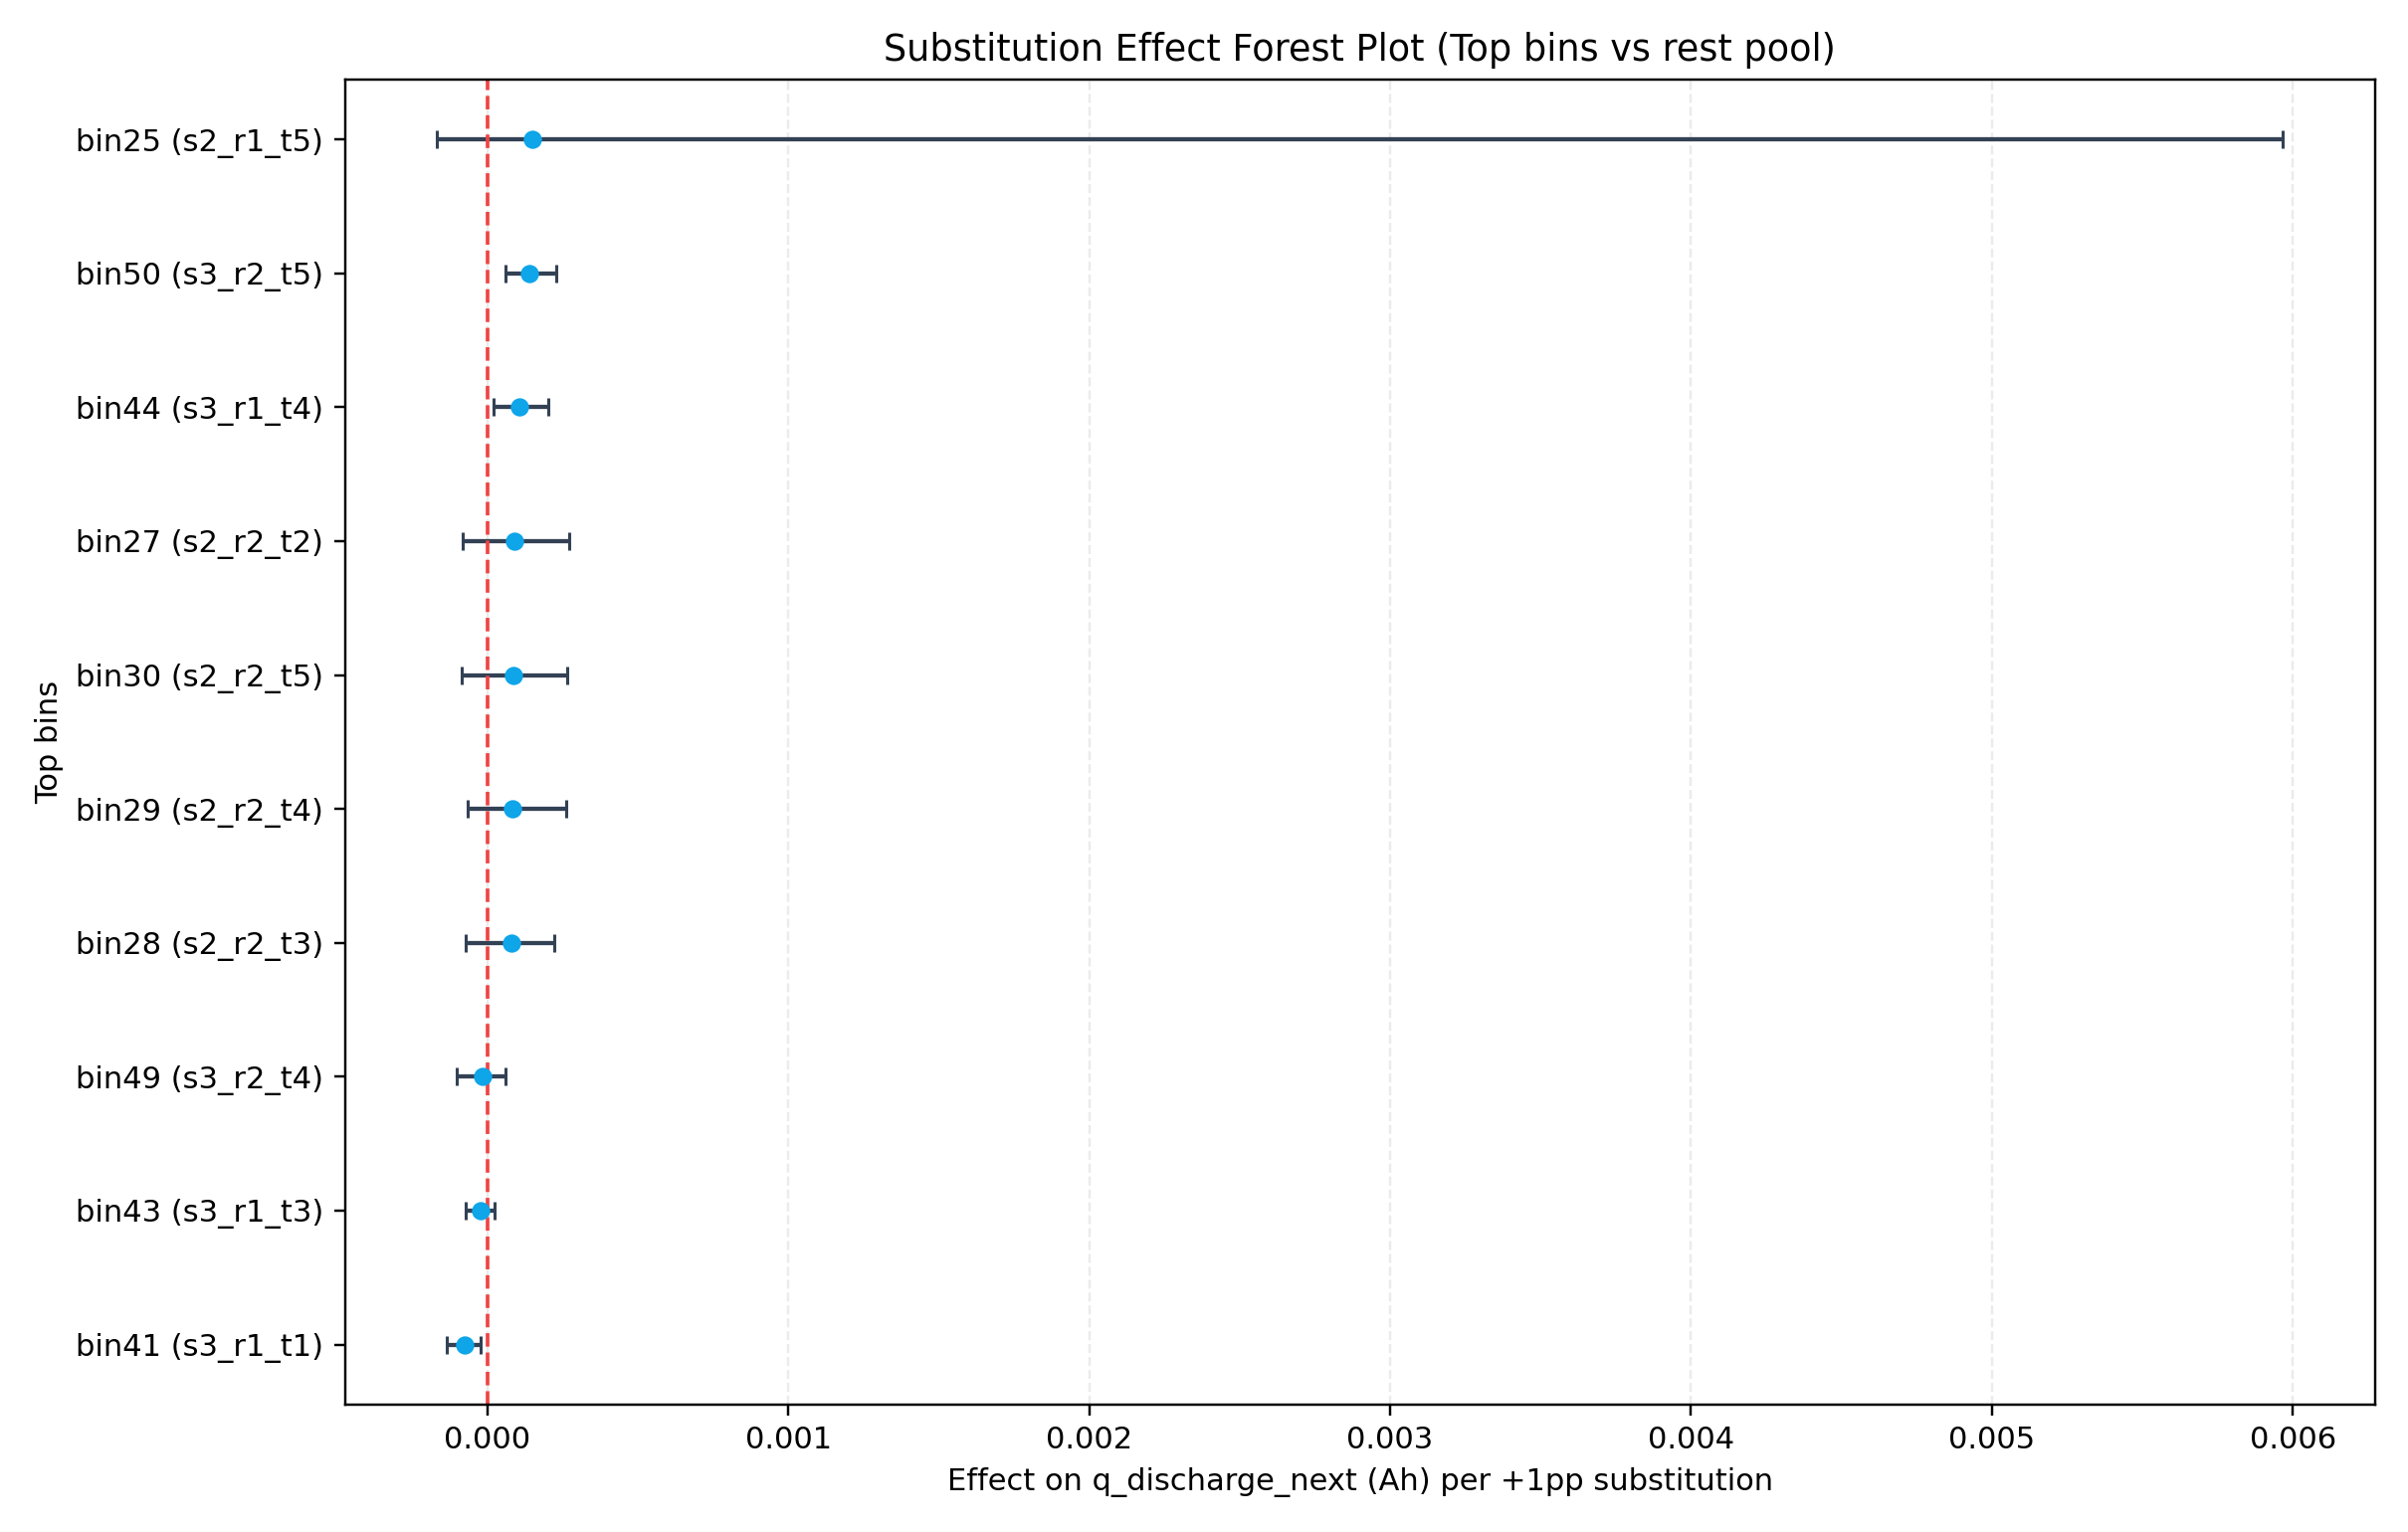 Substitution Effect Forest Plot (Top bins vs rest pool)
Top bins
bin25 (s2_r1_t5)
bin50 (s3_r2_t5)
bin44 (s3_r1_t4)
bin27 (s2_r2_t2)
bin30 (s2_r2_t5)
bin29 (s2_r2_t4)
bin28 (s2_r2_t3)
bin49 (s3_r2_t4)
bin43 (s3_r1_t3)
bin41 (s3_r1_t1)
0.000 0.001 0.002 0.003 0.004 0.005 0.006
Effect on q_discharge_next (Ah) per +1pp substitution